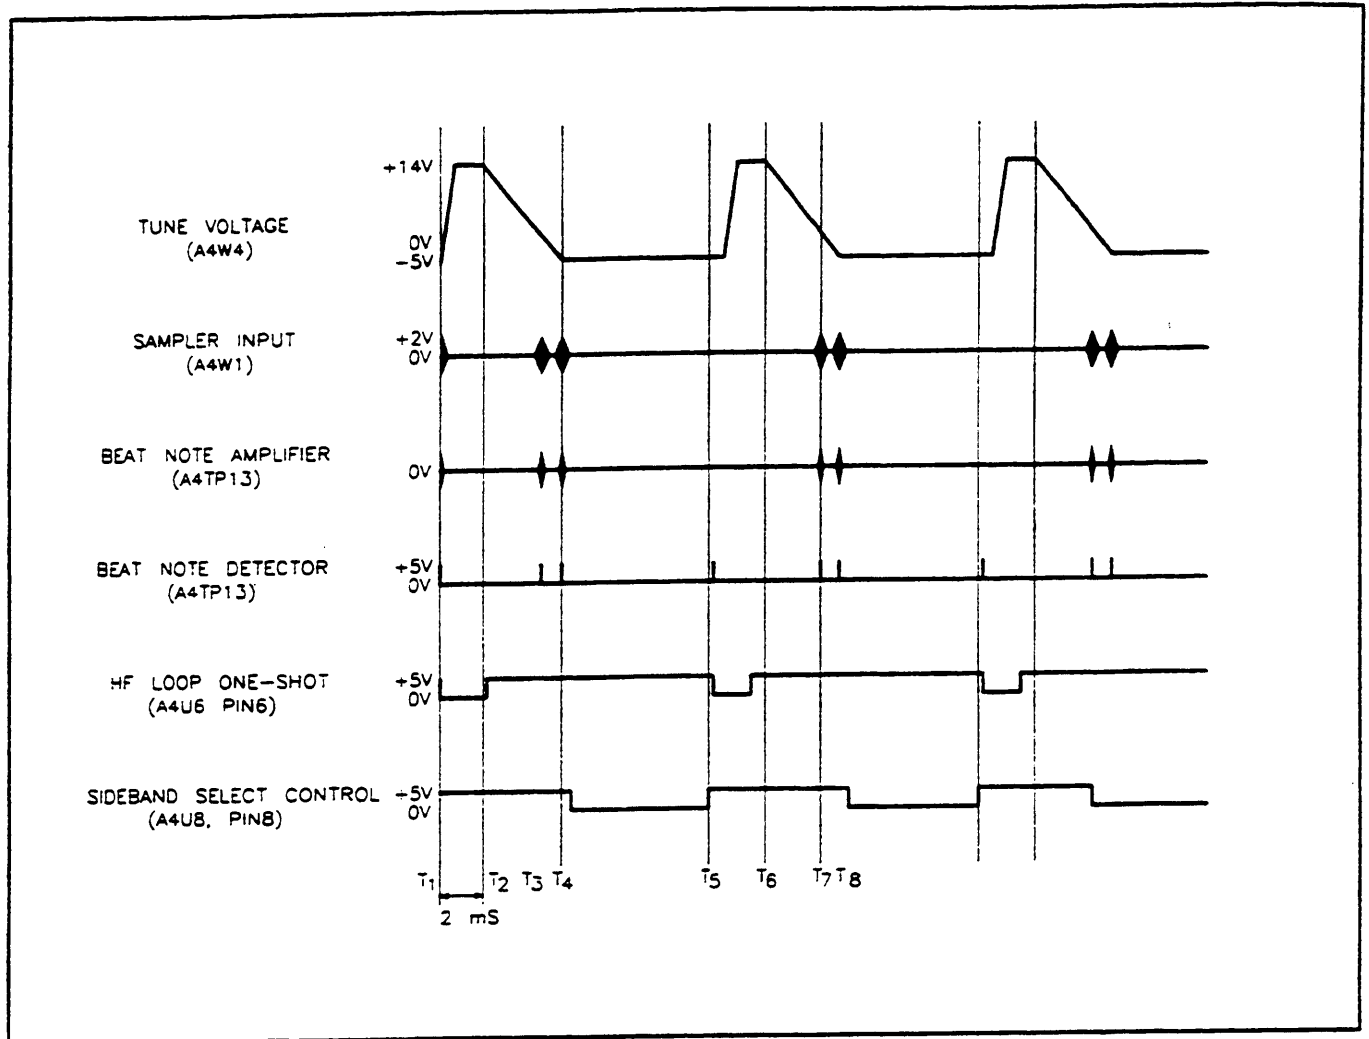 +14V
TUNE VOLTAGE
(A4W4)
0V
-5V
SAMPLER INPUT
(A4W1)
+2V
0V
BEAT NOTE AMPLIFIER
(A4TP13)
0V
BEAT NOTE DETECTOR
(A4TP13)
+5V
0V
HF LOOP ONE-SHOT
(A4U6 PIN6)
+5V
0V
SIDEBAND SELECT CONTROL
(A4U8, PIN8)
+5V
0V
T1 T2 T3 T4 T5 T6 T7 T8
2 mS